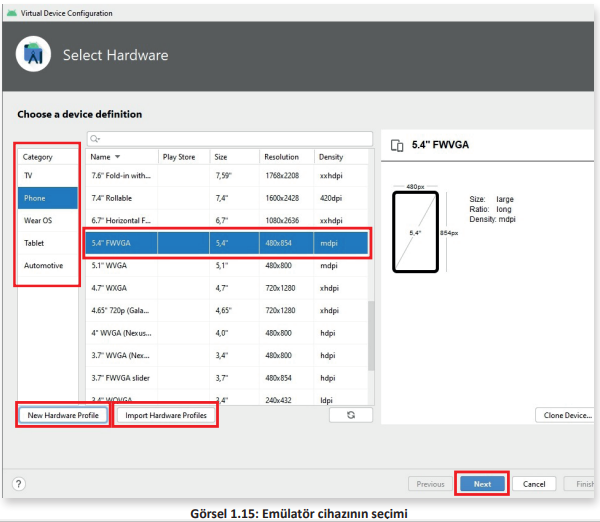 Virtual Device Configuration
Select Hardware
Choose a device definition
Category
TV
Phone
Wear OS
Tablet
Automotive
Name Play Store Size Resolution Density
7.6" Fold-in with... 7,59" 1768x2208 xxhdpi
7.4" Rollable 7,4" 1600x2428 420dpi
6.7" Horizontal F... 6,7" 1080x2636 xxhdpi
5.4" FWVGA 5,4" 480x854 mdpi
5.1" WVGA 5,1" 480x800 mdpi
4.7" WXGA 4,7" 720x1280 xhdpi
4.65" 720p (Gala... 4,65" 720x1280 xhdpi
4" WVGA (Nexus... 4,0" 480x800 hdpi
3.7" WVGA (Nex... 3,4" 480x800 hdpi
3.7" FWVGA slider 3,7" 480x854 hdpi
3.4" WQVGA 3,4" 240x432 ldpi
New Hardware Profile Import Hardware Profiles
5.4" FWVGA
480px
5,4" 854px
Size: large
Ratio: long
Density: mdpi
Clone Device...
? Previous Next Cancel Finish
Görsel 1.15: Emülatör cihazının seçimi